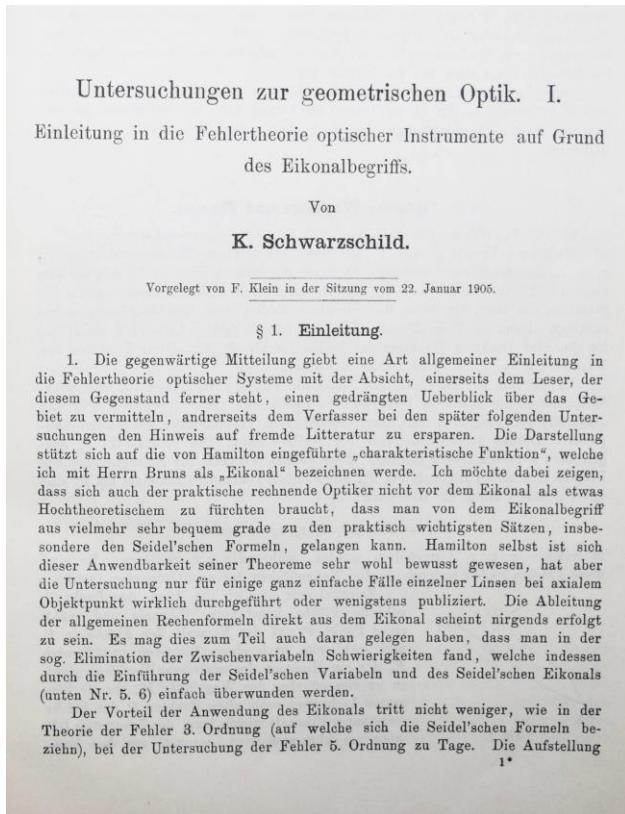 Untersuchungen zur geometrischen Optik. I.
Einleitung in die Fehlertheorie optischer Instrumente auf Grund
des Eikonalbegriffs.
Von
K. Schwarzschild.
Vorgelegt von F. Klein in der Sitzung vom 22. Januar 1905.
§ 1. Einleitung.
1. Die gegenwärtige Mitteilung giebt eine Art allgemeiner Einleitung in
die Fehlertheorie optischer Systeme mit der Absicht, einerseits dem Leser, der
diesem Gegenstand ferner steht, einen gedrängten Ueberblick über das Ge-
biet zu vermitteln, andrerseits dem Verfasser bei den später folgenden Unter-
suchungen den Hinweis auf fremde Litteratur zu ersparen. Die Darstellung
stützt sich auf die von Hamilton eingeführte „charakteristische Funktion“, welche
ich mit Herrn Bruns als „Eikonal“ bezeichnen werde. Ich möchte dabei zeigen,
dass sich auch der praktische rechnende Optiker nicht vor dem Eikonal als etwas
Hochtheoretischem zu fürchten braucht, dass man von dem Eikonalbegriff
aus vielmehr sehr bequem grade zu den praktisch wichtigsten Sätzen, insbe-
sondere den Seidel'schen Formeln, gelangen kann. Hamilton selbst ist sich
dieser Anwendbarkeit seiner Theoreme sehr wohl bewusst gewesen, hat aber
die Untersuchung nur für einige ganz einfache Fälle einzelner Linsen bei axialem
Objektpunkt wirklich durchgeführt oder wenigstens publiziert. Die Ableitung
der allgemeinen Rechenformeln direkt aus dem Eikonal scheint nirgends erfolgt
zu sein. Es mag dies zum Teil auch daran gelegen haben, dass man in der
sog. Elimination der Zwischenvariabeln Schwierigkeiten fand, welche indessen
durch die Einführung der Seidel'schen Variabeln und des Seidel'schen Eikonals
(unten Nr. 5. 6) einfach überwunden werden.
Der Vorteil der Anwendung des Eikonals tritt nicht weniger, wie in der
Theorie der Fehler 3. Ordnung (auf welche sich die Seidel'schen Formeln be-
ziehn), bei der Untersuchung der Fehler 5. Ordnung zu Tage. Die Aufstellung
1*